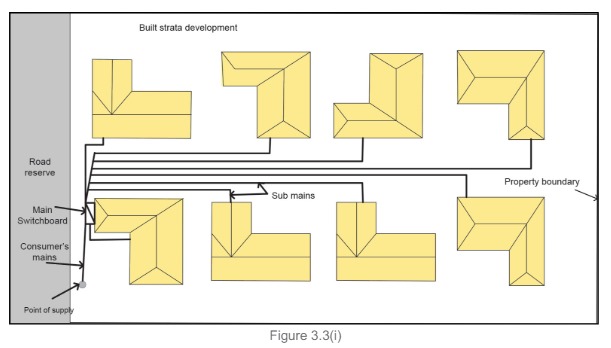 Built strata development
Road
reserve
Property boundary
Sub mains
Main
Switchboard
Consumer's
mains
Point of supply
Figure 3.3(i)